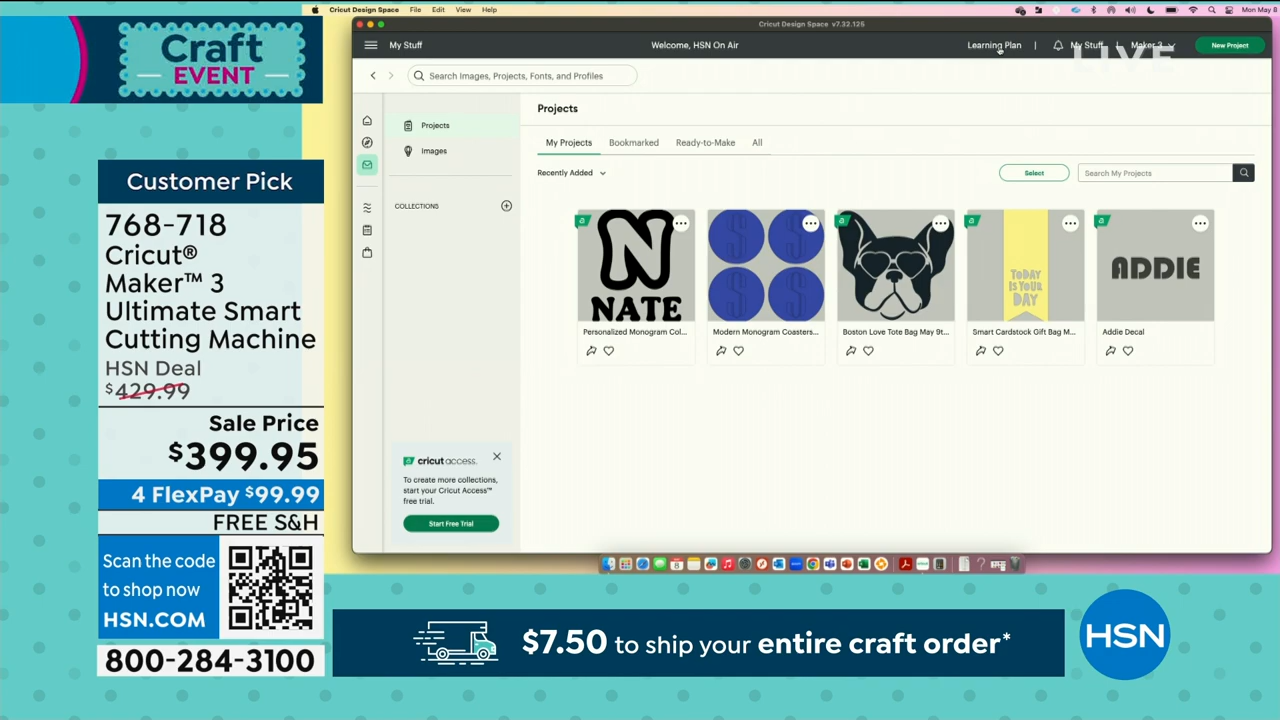 Cricut Design Space File Edit View Help
Mon May 8
Craft
EVENT
Cricut Design Space v7.32.125
My Stuff
Welcome, HSN On Air
Learning Plan | My Stuff | Maker 3
New Project
LIVE
Search Images, Projects, Fonts, and Profiles
Projects
Images
COLLECTIONS
Projects
My Projects Bookmarked Ready-to-Make All
Recently Added
Select
Search My Projects
N
NATE
S S
S S
TODAY
IS YOUR
DAY
ADDIE
Personalized Monogram Col...
Modern Monogram Coasters...
Boston Love Tote Bag May 9t...
Smart Cardstock Gift Bag M...
Addie Decal
cricut access.
To create more collections,
start your Cricut Access™
free trial.
Start Free Trial
Customer Pick
768-718
Cricut®
Maker™ 3
Ultimate Smart
Cutting Machine
HSN Deal
$429.99
Sale Price
$399.95
4 FlexPay $99.99
FREE S&H
Scan the code
to shop now
HSN.COM
800-284-3100
$7.50 to ship your entire craft order*
HSN